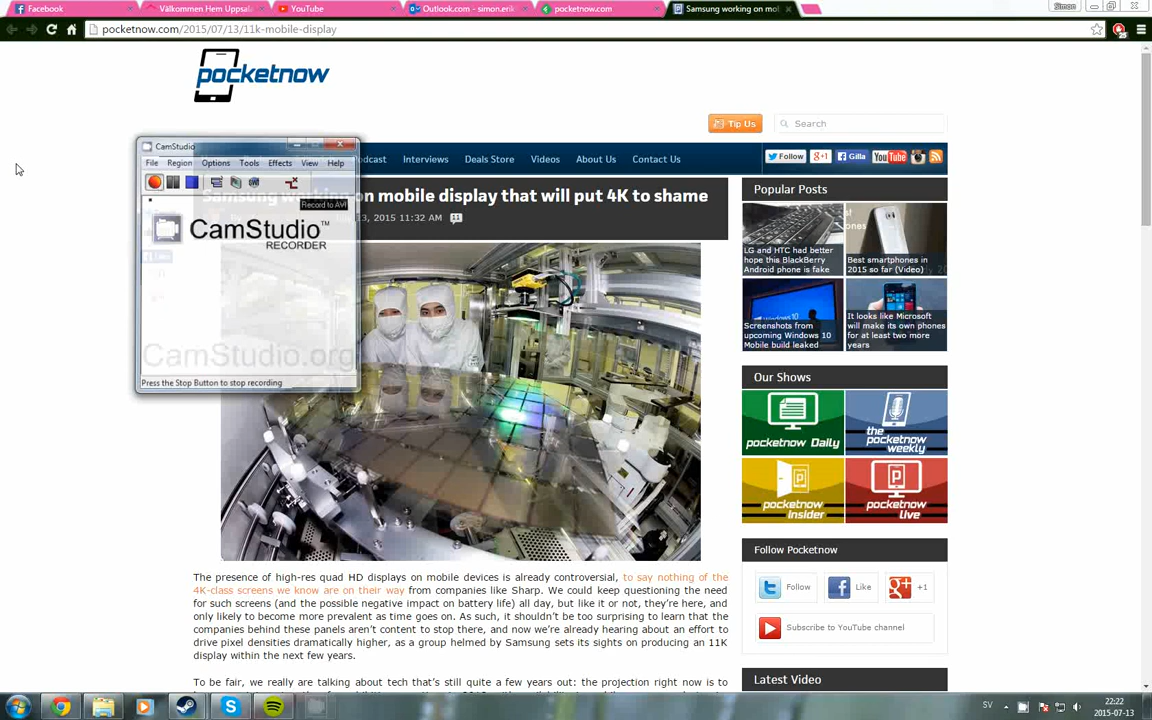 Facebook
Välkommen Hem Uppsal
YouTube
Outlook.com - simon.erik
pocketnow.com
Samsung working on mo
Simon
pocketnow.com/2015/07/13/11k-mobile-display
25
pocketnow
Tip Us
Search
CamStudio
File Region Options Tools Effects View Help
odcast Interviews Deals Store Videos About Us Contact Us
Follow
+1
Gilla
YouTube
Samsung working on mobile display that will put 4K to shame
13, 2015 11:32 AM
11
Record to AVI
CamStudio™
RECORDER
CamStudio.org
Press the Stop Button to stop recording
Popular Posts
LG and HTC had better
hope this BlackBerry
Android phone is fake
Best smartphones in
2015 so far (Video)
Screenshots from
upcoming Windows 10
Mobile build leaked
It looks like Microsoft
will make its own phones
for at least two more
years
Our Shows
pocketnow Daily
the
pocketnow
weekly
pocketnow
insider
pocketnow
live
Follow Pocketnow
Follow
Like
+1
Subscribe to YouTube channel
Latest Video
The presence of high-res quad HD displays on mobile devices is already controversial, to say nothing of the
4K-class screens we know are on their way from companies like Sharp. We could keep questioning the need
for such screens (and the possible negative impact on battery life) all day, but like it or not, they're here, and
only likely to become more prevalent as time goes on. As such, it shouldn't be too surprising to learn that the
companies behind these panels aren't content to stop there, and now we're already hearing about an effort to
drive pixel densities dramatically higher, as a group helmed by Samsung sets its sights on producing an 11K
display within the next few years.
To be fair, we really are talking about tech that's still quite a few years out: the projection right now is to
SV
22:22
2015-07-13